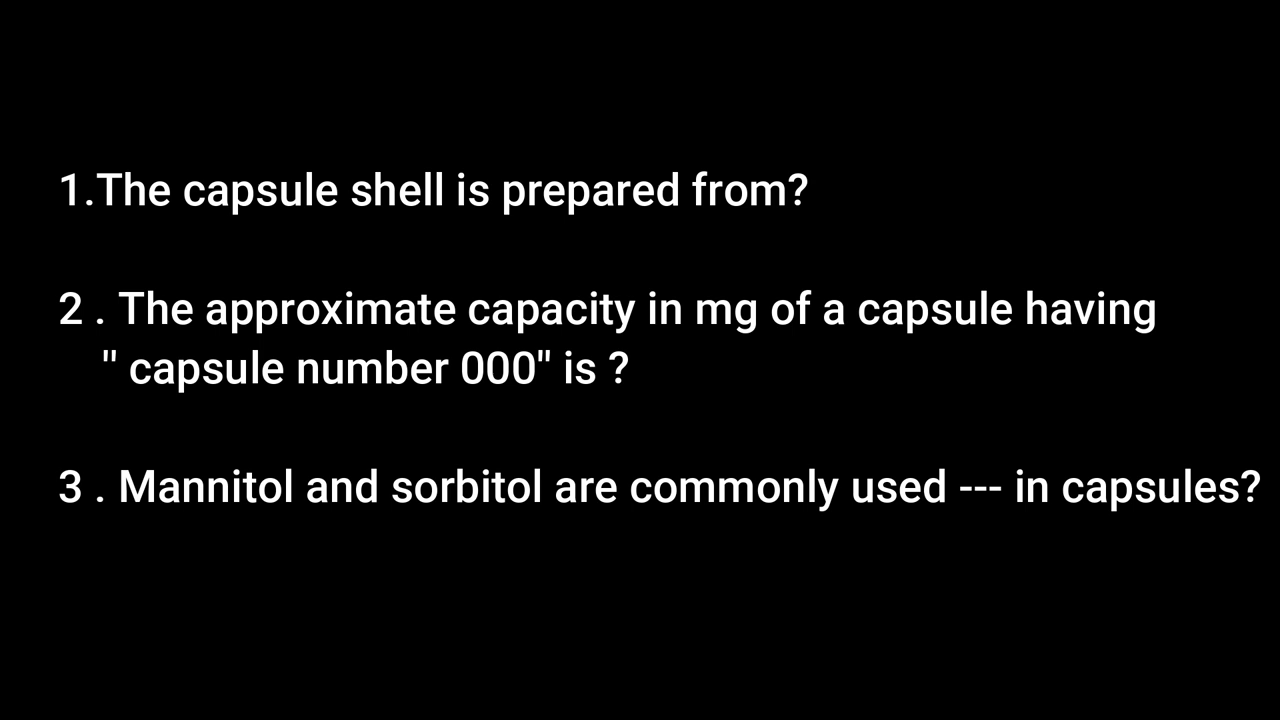 1.The capsule shell is prepared from?
2 . The approximate capacity in mg of a capsule having
" capsule number 000" is ?
3 . Mannitol and sorbitol are commonly used --- in capsules?